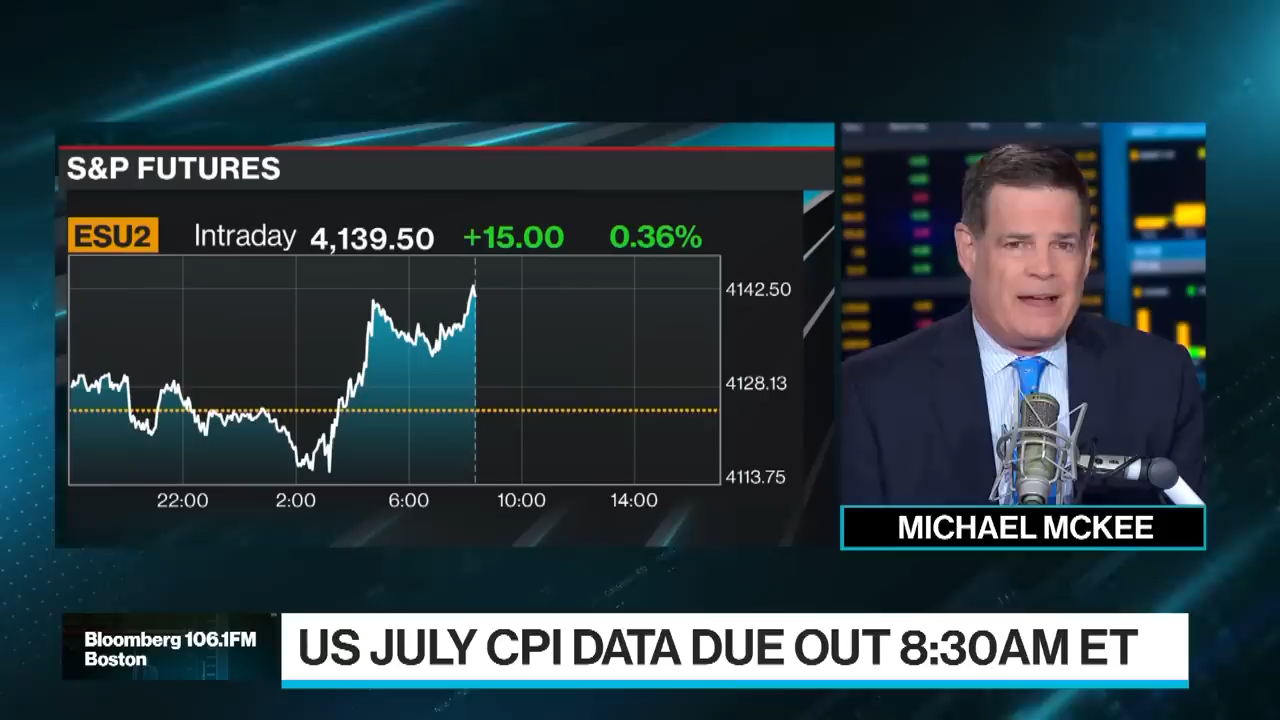 S&P FUTURES
ESU2 Intraday 4,139.50 +15.00 0.36%
4142.50
4128.13
4113.75
22:00 2:00 6:00 10:00 14:00
MICHAEL MCKEE
Bloomberg 106.1FM
Boston
US JULY CPI DATA DUE OUT 8:30AM ET